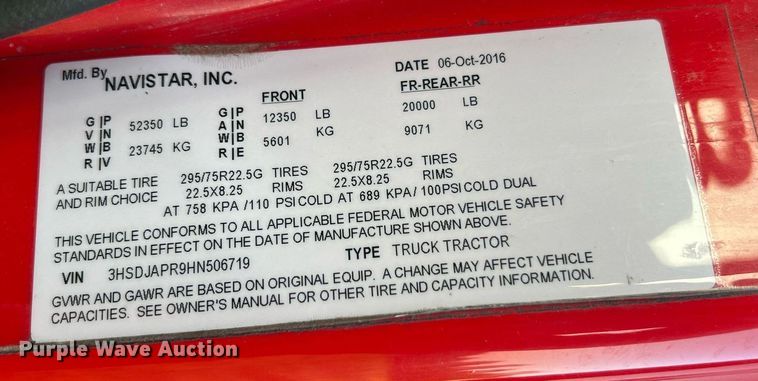 Mfd. By NAVISTAR, INC. DATE 06-Oct-2016
FRONT FR-REAR-RR
G P 52350 LB G P 12350 LB 20000 LB
V N A N
W B 23745 KG W B 5601 KG 9071 KG
R V R E
A SUITABLE TIRE 295/75R22.5G TIRES 295/75R22.5G TIRES
AND RIM CHOICE 22.5X8.25 RIMS 22.5X8.25 RIMS
AT 758 KPA /110 PSI COLD AT 689 KPA/ 100PSI COLD DUAL
THIS VEHICLE CONFORMS TO ALL APPLICABLE FEDERAL MOTOR VEHICLE SAFETY
STANDARDS IN EFFECT ON THE DATE OF MANUFACTURE SHOWN ABOVE.
VIN 3HSDJAPR9HN506719 TYPE TRUCK TRACTOR
GVWR AND GAWR ARE BASED ON ORIGINAL EQUIP. A CHANGE MAY AFFECT VEHICLE
CAPACITIES. SEE OWNER'S MANUAL FOR OTHER TIRE AND CAPACITY INFORMATION.
Purple Wave Auction